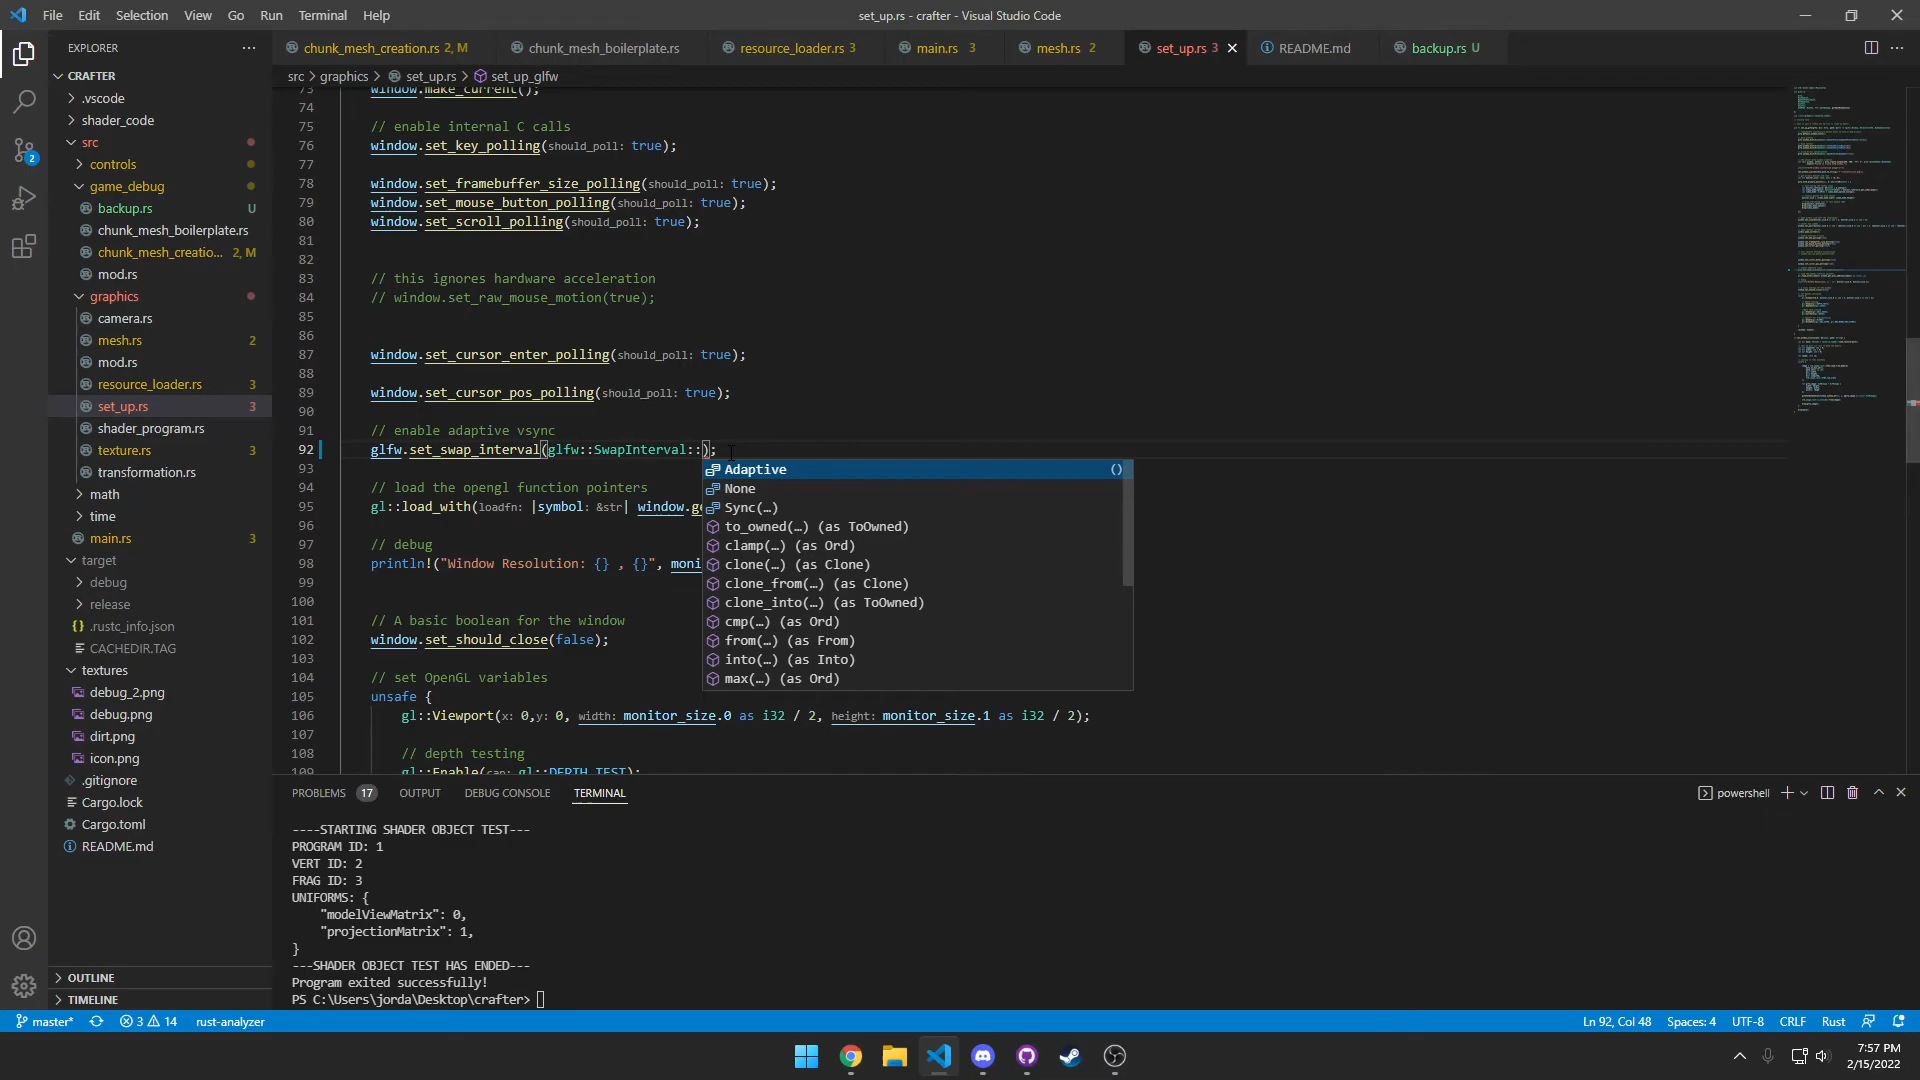 File Edit Selection View Go Run Terminal Help
set_up.rs - crafter - Visual Studio Code
EXPLORER
chunk_mesh_creation.rs 2, M
chunk_mesh_boilerplate.rs
resource_loader.rs 3
main.rs 3
mesh.rs 2
set_up.rs 3
README.md
backup.rs U
src > graphics > set_up.rs > set_up_glfw
CRAFTER
.vscode
shader_code
src
controls
game_debug
backup.rs U
chunk_mesh_boilerplate.rs
chunk_mesh_creatio... 2, M
mod.rs
graphics
camera.rs
mesh.rs 2
mod.rs
resource_loader.rs 3
set_up.rs 3
shader_program.rs
texture.rs 6
transformation.rs
math
time
main.rs 3
target
debug
release
.rustc_info.json
CACHEDIR.TAG
textures
debug_2.png
debug.png
dirt.png
icon.png
.gitignore
Cargo.lock
Cargo.toml
README.md
OUTLINE
TIMELINE
73 window.make_current();
74
75 // enable internal C calls
76 window.set_key_polling(should_poll: true);
77
78 window.set_framebuffer_size_polling(should_poll: true);
79 window.set_mouse_button_polling(should_poll: true);
80 window.set_scroll_polling(should_poll: true);
81
82
83 // this ignores hardware acceleration
84 // window.set_raw_mouse_motion(true);
85
86
87 window.set_cursor_enter_polling(should_poll: true);
88
89 window.set_cursor_pos_polling(should_poll: true);
90
91 // enable adaptive vsync
92 glfw.set_swap_interval(glfw::SwapInterval::);
93
94 // load the opengl function pointers
95 gl::load_with(loadfn: |symbol: &str| window.ge
96
97 // debug
98 println!("Window Resolution: {} , {}", moni
99
100
101 // A basic boolean for the window
102 window.set_should_close(false);
103
104 // set OpenGL variables
105 unsafe {
106 gl::Viewport(x: 0,y: 0, width: monitor_size.0 as i32 / 2, height: monitor_size.1 as i32 / 2);
107
108 // depth testing
109 gl::Enable(cap: gl::DEPTH_TEST);
Adaptive ()
None
Sync(…)
to_owned(…) (as ToOwned)
clamp(…) (as Ord)
clone(…) (as Clone)
clone_from(…) (as Clone)
clone_into(…) (as ToOwned)
cmp(…) (as Ord)
from(…) (as From)
into(…) (as Into)
max(…) (as Ord)
PROBLEMS 17 OUTPUT DEBUG CONSOLE TERMINAL
powershell
----STARTING SHADER OBJECT TEST---
PROGRAM ID: 1
VERT ID: 2
FRAG ID: 3
UNIFORMS: {
"modelViewMatrix": 0,
"projectionMatrix": 1,
}
---SHADER OBJECT TEST HAS ENDED---
Program exited successfully!
PS C:\Users\jorda\Desktop\crafter>
2
master* 3 14 rust-analyzer
Ln 92, Col 48 Spaces: 4 UTF-8 CRLF Rust
7:57 PM
2/15/2022